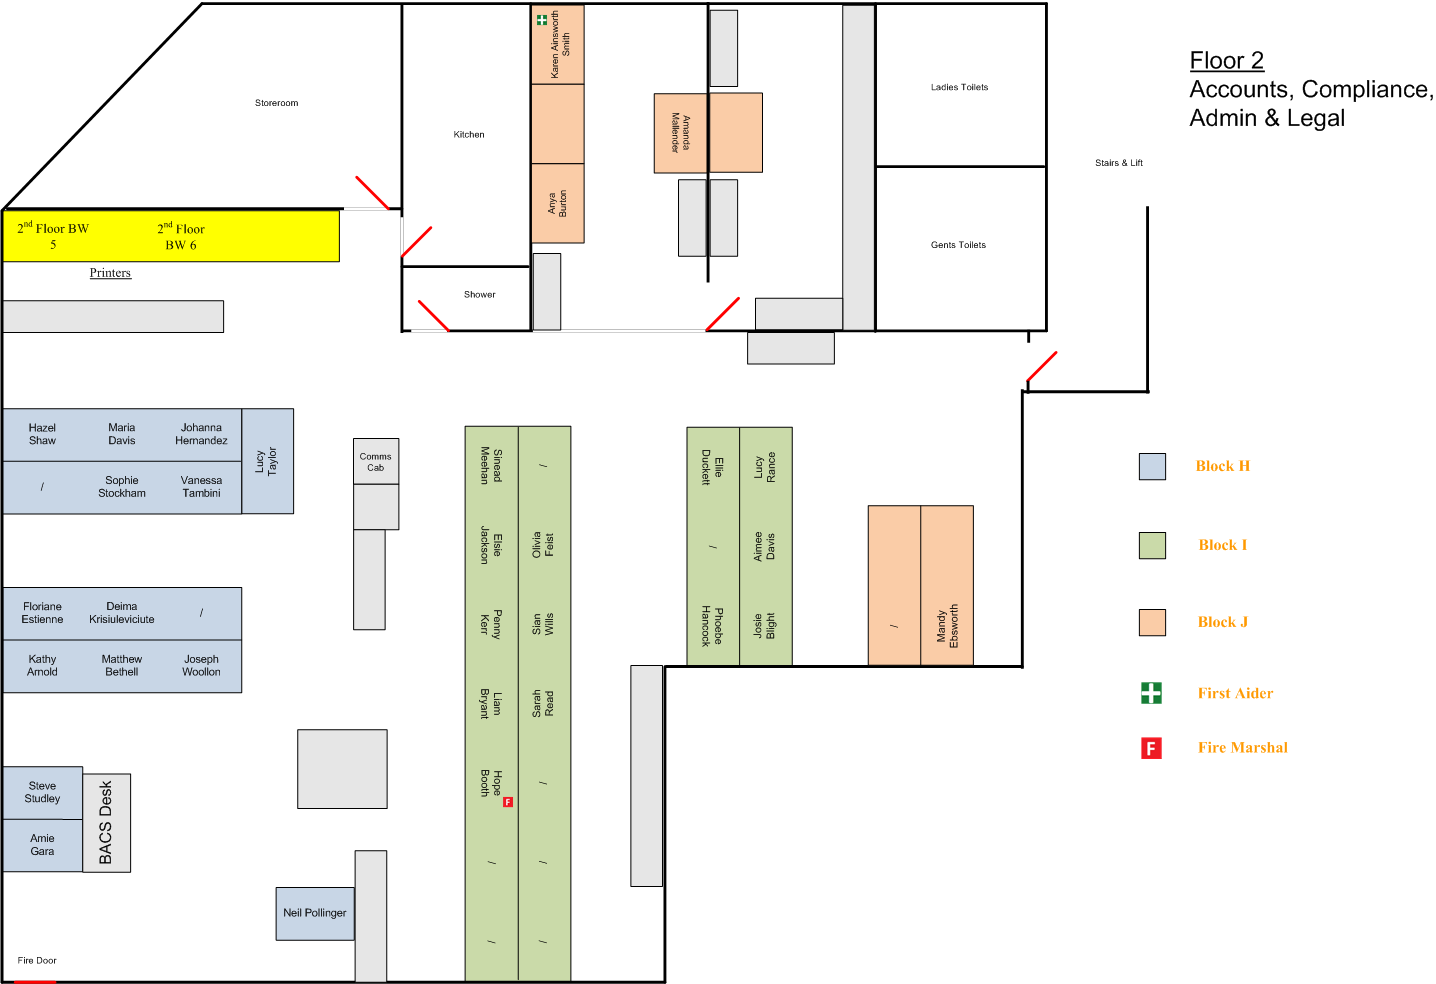 Floor 2
Accounts, Compliance,
Admin & Legal
Storeroom
Kitchen
Karen Ainsworth
Smith
Anya
Burton
Amanda
Mallender
Ladies Toilets
Gents Toilets
Stairs & Lift
2nd Floor BW
5
2nd Floor
BW 6
Printers
Shower
Hazel
Shaw
Maria
Davis
Johanna
Hernandez
Lucy
Taylor
/
Sophie
Stockham
Vanessa
Tambini
Comms
Cab
Floriane
Estienne
Deima
Krisiuleviciute
/
Kathy
Arnold
Matthew
Bethell
Joseph
Woollon
Steve
Studley
Amie
Gara
BACS Desk
Neil Pollinger
Fire Door
Sinead
Meehan
/
Elsie
Jackson
Olivia
Feist
Penny
Kerr
Sian
Wills
Liam
Bryant
Sarah
Read
Hope
Booth
F
/
/
/
/
/
Ellie
Duckett
Lucy
Rance
/
Aimee
Davis
Phoebe
Hancock
Josie
Blight
/
Mandy
Ebsworth
Block H
Block I
Block J
First Aider
F
Fire Marshal